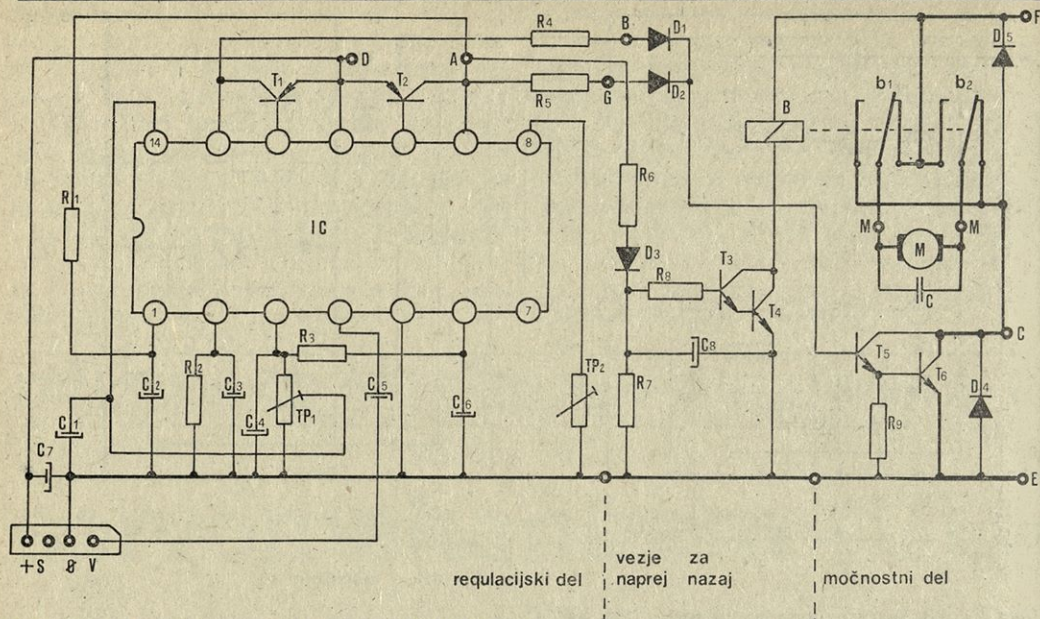 R4 B D1
F
D A
D5
T1 T2 R5 G D2
b1 b2
B
14 8
R1 R6
IC
M M
M
D3
T3
R8
C
T4
1 7
R3
C8
C
T5
TP2
T6
R2 C3 C5
C2
D4
R7
C4 TP1 C6
C1
R9
C7
E
+ S V
vezje za
regulacijski del naprej nazaj močnostni del